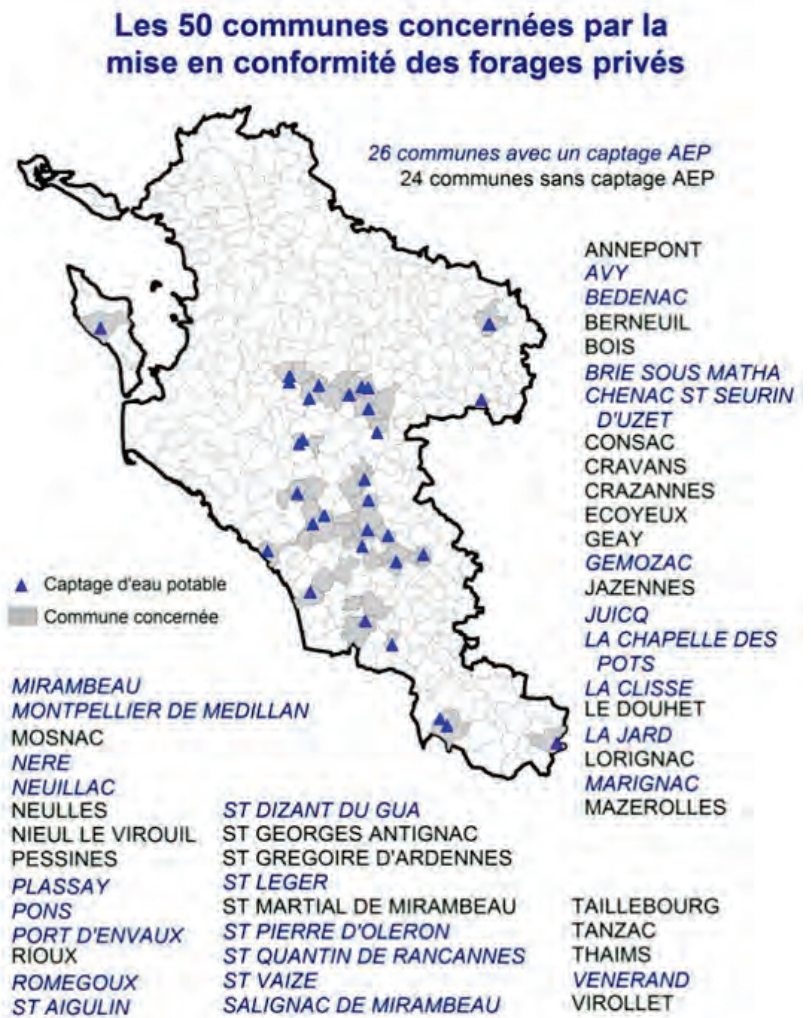 Les 50 communes concernées par la
mise en conformité des forages privés
26 communes avec un captage AEP
24 communes sans captage AEP
ANNEPONT
AVY
BEDENAC
BERNEUIL
BOIS
BRIE SOUS MATHA
CHENAC ST SEURIN
D'UZET
CONSAC
CRAVANS
CRAZANNES
ECOYEUX
GEAY
GEMOZAC
JAZENNES
JUICQ
LA CHAPELLE DES
POTS
LA CLISSE
LE DOUHET
LA JARD
LORIGNAC
MARIGNAC
MAZEROLLES
Captage d'eau potable
Commune concernée
MIRAMBEAU
MONTPELLIER DE MEDILLAN
MOSNAC
NERE
NEUILLAC
NEULLES
NIEUL LE VIROUIL
PESSINES
PLASSAY
PONS
PORT D'ENVAUX
RIOUX
ROMEGOUX
ST AIGULIN
ST DIZANT DU GUA
ST GEORGES ANTIGNAC
ST GREGOIRE D'ARDENNES
ST LEGER
ST MARTIAL DE MIRAMBEAU
ST PIERRE D'OLERON
ST QUANTIN DE RANCANNES
ST VAIZE
SALIGNAC DE MIRAMBEAU
TAILLEBOURG
TANZAC
THAIMS
VENERAND
VIROLLET